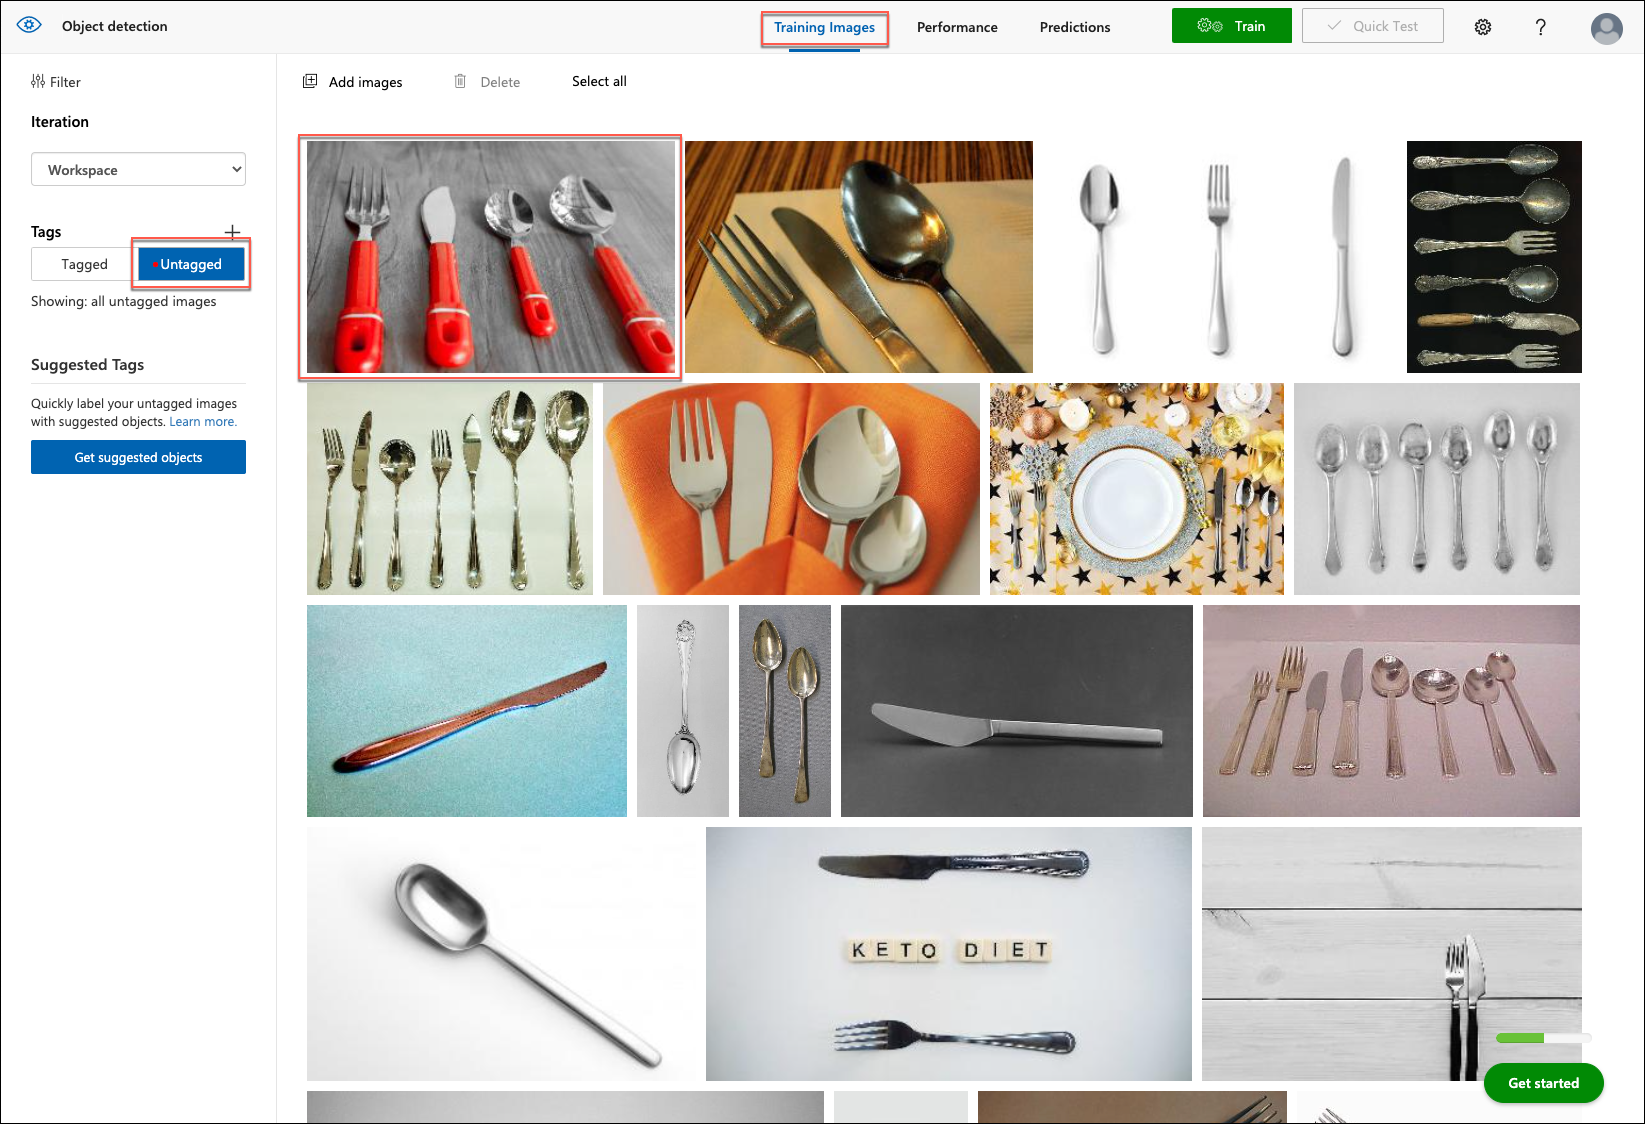 Object detection
Training Images
Performance
Predictions
Train
Quick Test
?
Filter
Add images
Delete
Select all
Iteration
Workspace
Tags
+
Tagged
Untagged
Showing: all untagged images
Suggested Tags
Quickly label your untagged images
with suggested objects. Learn more.
Get suggested objects
KETO DIET
Get started